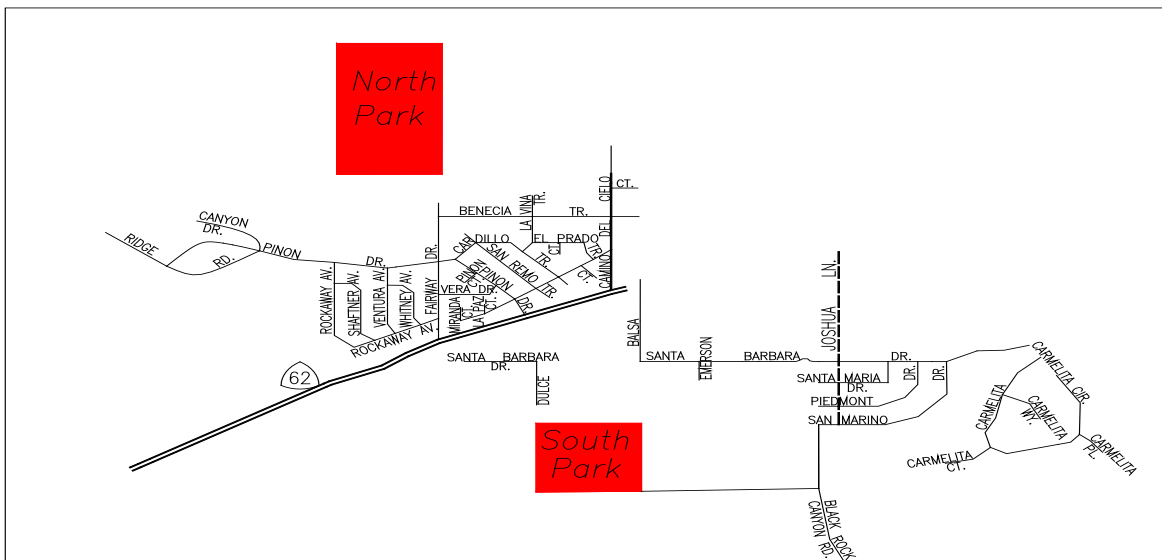 North
Park
CANYON
DR.
RIDGE
RD.
PINON
DR.
ROCKAWAY AV.
SHAFTNER AV.
VENTURA AV.
WHITNEY AV.
ROCKAWAY AV.
FAIRWAY DR.
BENECIA TR.
LA VINA
TR.
CIELO
CT.
DEL
CAMINO
CABDILLO
TR.
EL PRADO
TR.
CT.
SAN REMO TR.
CT.
PINON
CT.
PINON
DR.
VERA DR.
MIRANDA
CT.
LA PAZ
CT.
62
SANTA BARBARA
DR.
DULCE
BALSA
SANTA BARBARA DR.
EMERSON
JOSHUA LN.
SANTA MARIA
DR.
PIEDMONT
DR.
SAN MARINO
DR.
CARMELITA CIR.
CARMELITA
CARMELITA
WY.
CARMELITA
PL.
CARMELITA
CT.
South
Park
BLACK ROCK
CANYON RD.